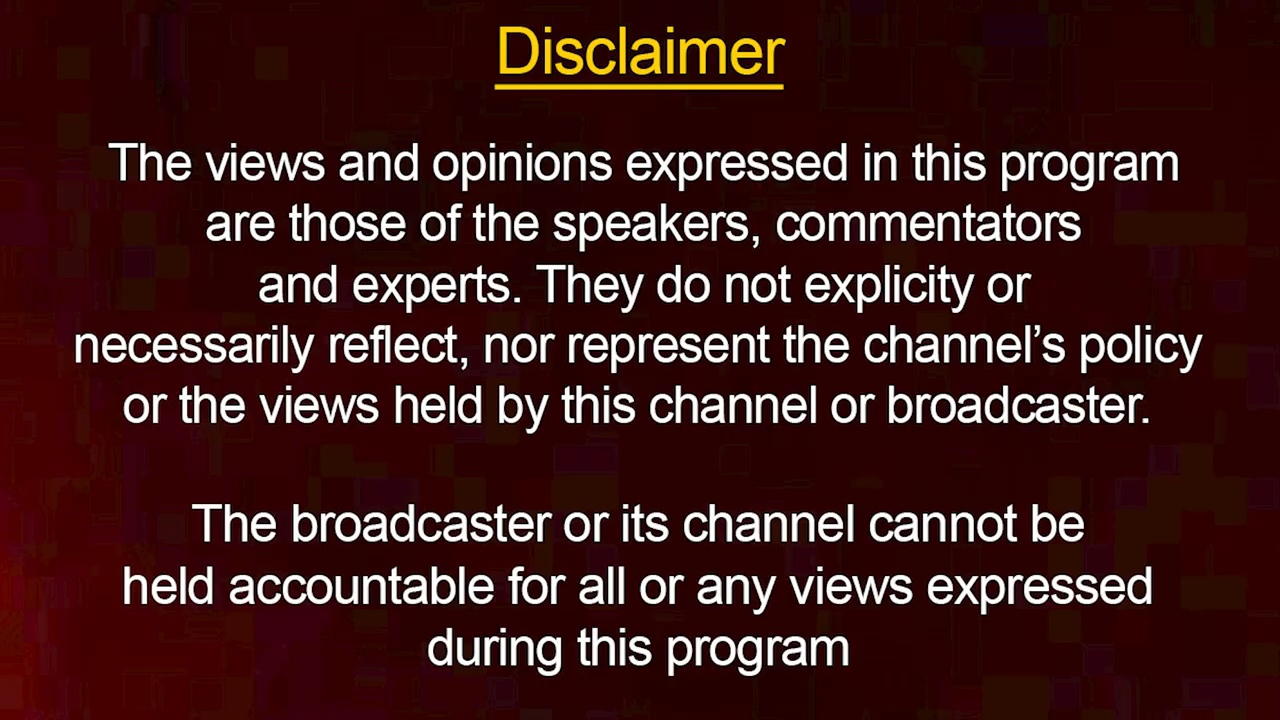 Disclaimer
The views and opinions expressed in this program
are those of the speakers, commentators
and experts. They do not explicity or
necessarily reflect, nor represent the channel’s policy
or the views held by this channel or broadcaster.
The broadcaster or its channel cannot be
held accountable for all or any views expressed
during this program